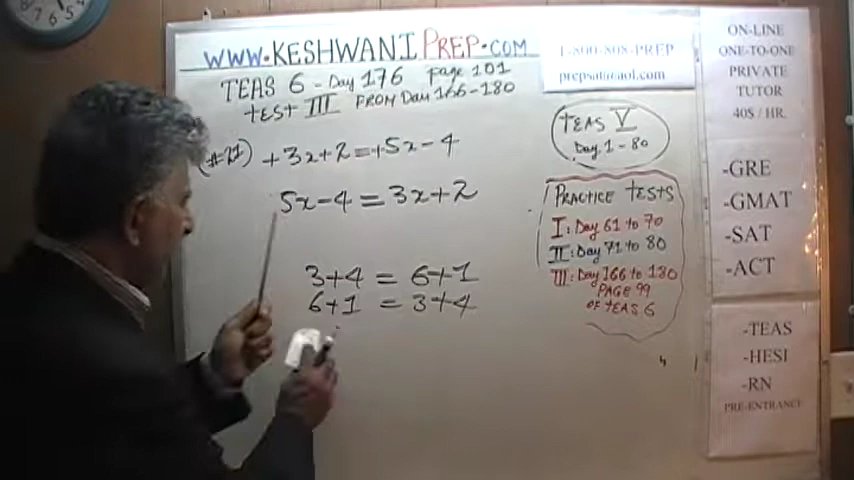 WWW.KESHWANIPREP.COM
TEAS 6 - Day 176 Page 101
TEST III FROM Day 166-180
(#21) +3x+2=+5x-4
5x-4=3x+2
3+4 = 6+1
6+1 = 3+4
1-800-808-PREP
prepsat@aol.com
TEAS V
Day 1-80
PRACTICE TESTS
I: Day 61 to 70
II: Day 71 to 80
III: Day 166 to 180
PAGE 99
OF TEAS 6
ON-LINE
ONE-TO-ONE
PRIVATE
TUTOR
40$ / HR.
-GRE
-GMAT
-SAT
-ACT
-TEAS
-HESI
-RN
PRE-ENTRANCE